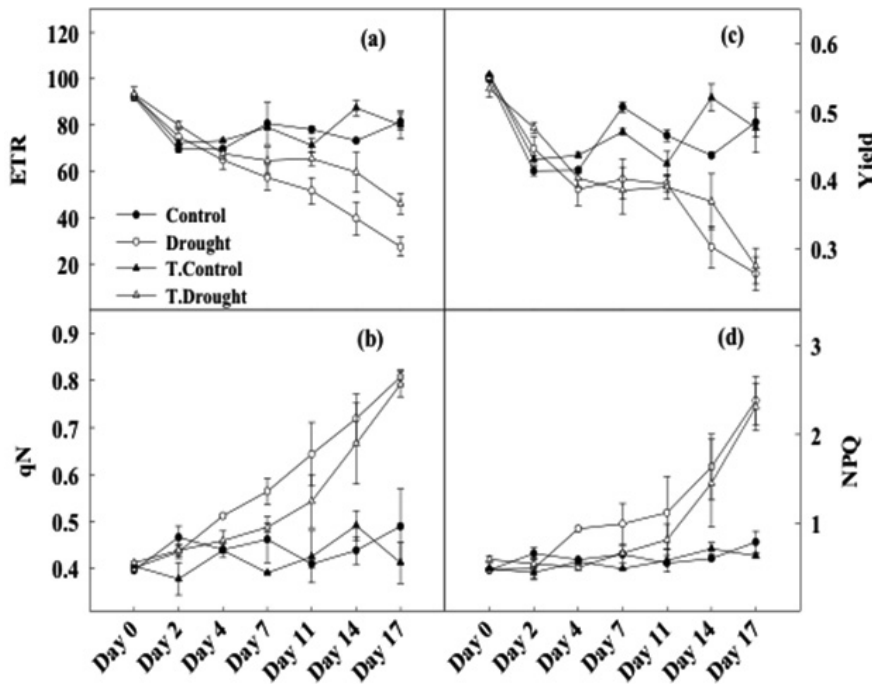 120
100
80
60
40
20
ETR
(a)
Control
Drought
T.Control
T.Drought
(c)
0.6
0.5
0.4
0.3
Yield
0.9
0.8
0.7
0.6
0.5
0.4
qN
(b)
(d)
3
2
1
NPQ
Day 0
Day 2
Day 4
Day 7
Day 11
Day 14
Day 17
Day 0
Day 2
Day 4
Day 7
Day 11
Day 14
Day 17